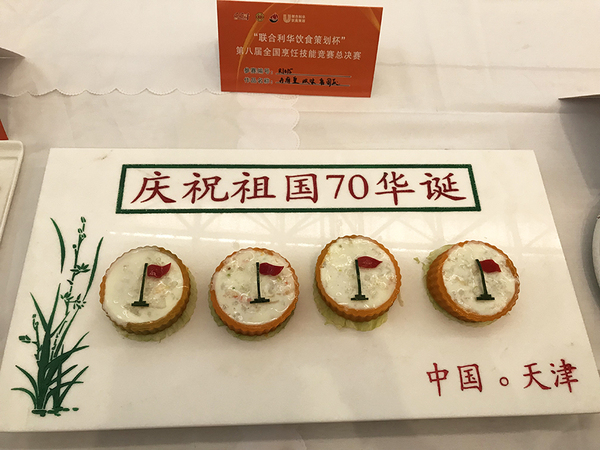 “联合利华饮食策划杯”
第八届全国烹饪技能竞赛总决赛
庆祝祖国70华诞
中国。天津